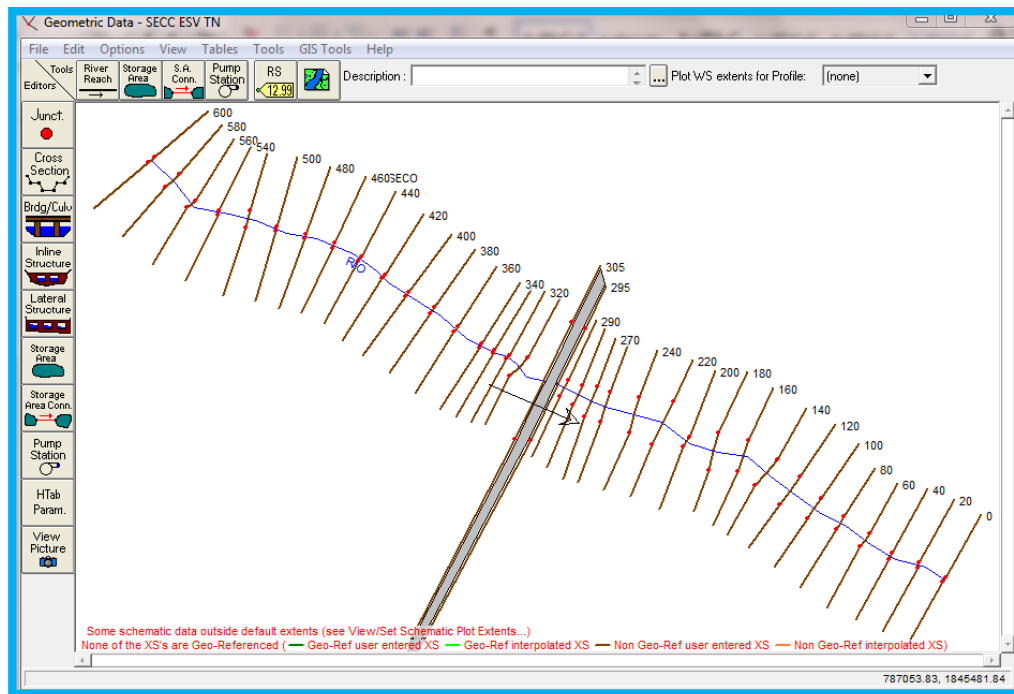 Geometric Data - SECC ESV TN
File Edit Options View Tables Tools GIS Tools Help
Tools
Editors
River
Reach
Storage
Area
S.A.
Conn.
Pump
Station
RS
12.99
Description :
...
Plot WS extents for Profile:
(none)
Junct.
Cross
Section
Brdg/Culv
Inline
Structure
Lateral
Structure
Storage
Area
Storage
Area Conn.
Pump
Station
HTab
Param.
View
Picture
600
580
560
540
500
480
460
SECO
440
420
400
380
360
340
320
RIO
305
295
290
270
240
220
200
180
160
140
120
100
80
60
40
20
0
Some schematic data outside default extents (see View/Set Schematic Plot Extents...)
None of the XS's are Geo-Referenced ( Geo-Ref user entered XS Geo-Ref interpolated XS Non Geo-Ref user entered XS Non Geo-Ref interpolated XS)
787053.83, 1845481.84